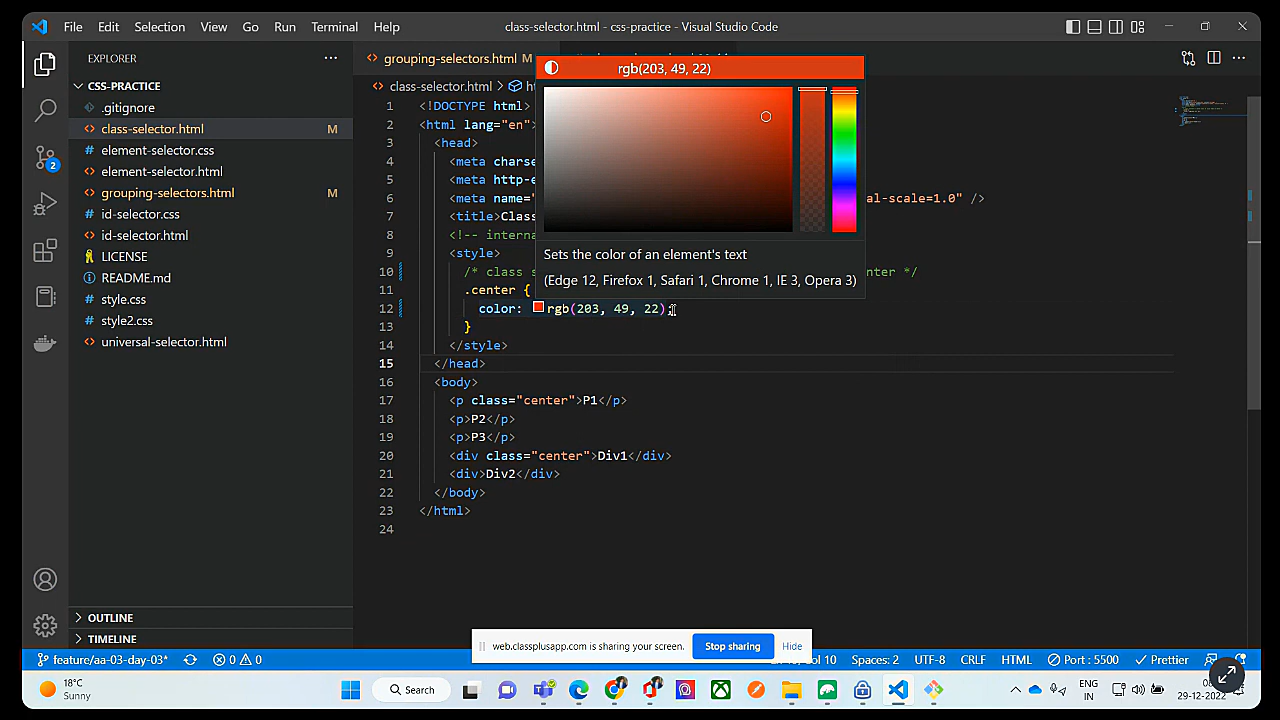 File Edit Selection View Go Run Terminal Help
class-selector.html - css-practice - Visual Studio Code
EXPLORER
CSS-PRACTICE
.gitignore
class-selector.html M
# element-selector.css
<> element-selector.html
<> grouping-selectors.html M
# id-selector.css
<> id-selector.html
LICENSE
README.md
# style.css
# style2.css
<> universal-selector.html
OUTLINE
TIMELINE
<> grouping-selectors.html M
<> class-selector.html >
rgb(203, 49, 22)
Sets the color of an element's text
(Edge 12, Firefox 1, Safari 1, Chrome 1, IE 3, Opera 3)
1 <!DOCTYPE html>
2 <html lang="en"
3 <head>
4 <meta charse
5 <meta http-e
6 <meta name=" al-scale=1.0" />
7 <title>Clas
8 <!-- interna
9 <style>
10 /* class s nter */
11 .center {
12 color: rgb(203, 49, 22);
13 }
14 </style>
15 </head>
16 <body>
17 <p class="center">P1</p>
18 <p>P2</p>
19 <p>P3</p>
20 <div class="center">Div1</div>
21 <div>Div2</div>
22 </body>
23 </html>
24
web.classplusapp.com is sharing your screen. Stop sharing Hide
feature/aa-03-day-03* 0 0 Col 10 Spaces: 2 UTF-8 CRLF HTML Port : 5500 Prettier
2
18°C
Sunny
Search
ENG
IN
29-12-2022